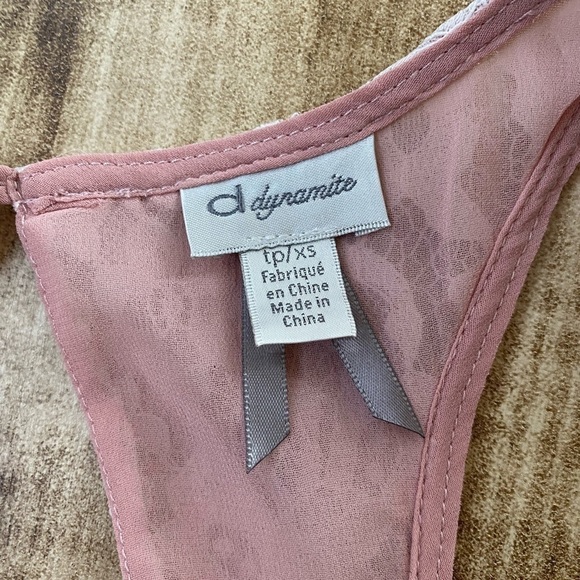 d dynamite
tp/xs
Fabriqué
en Chine
Made in
China